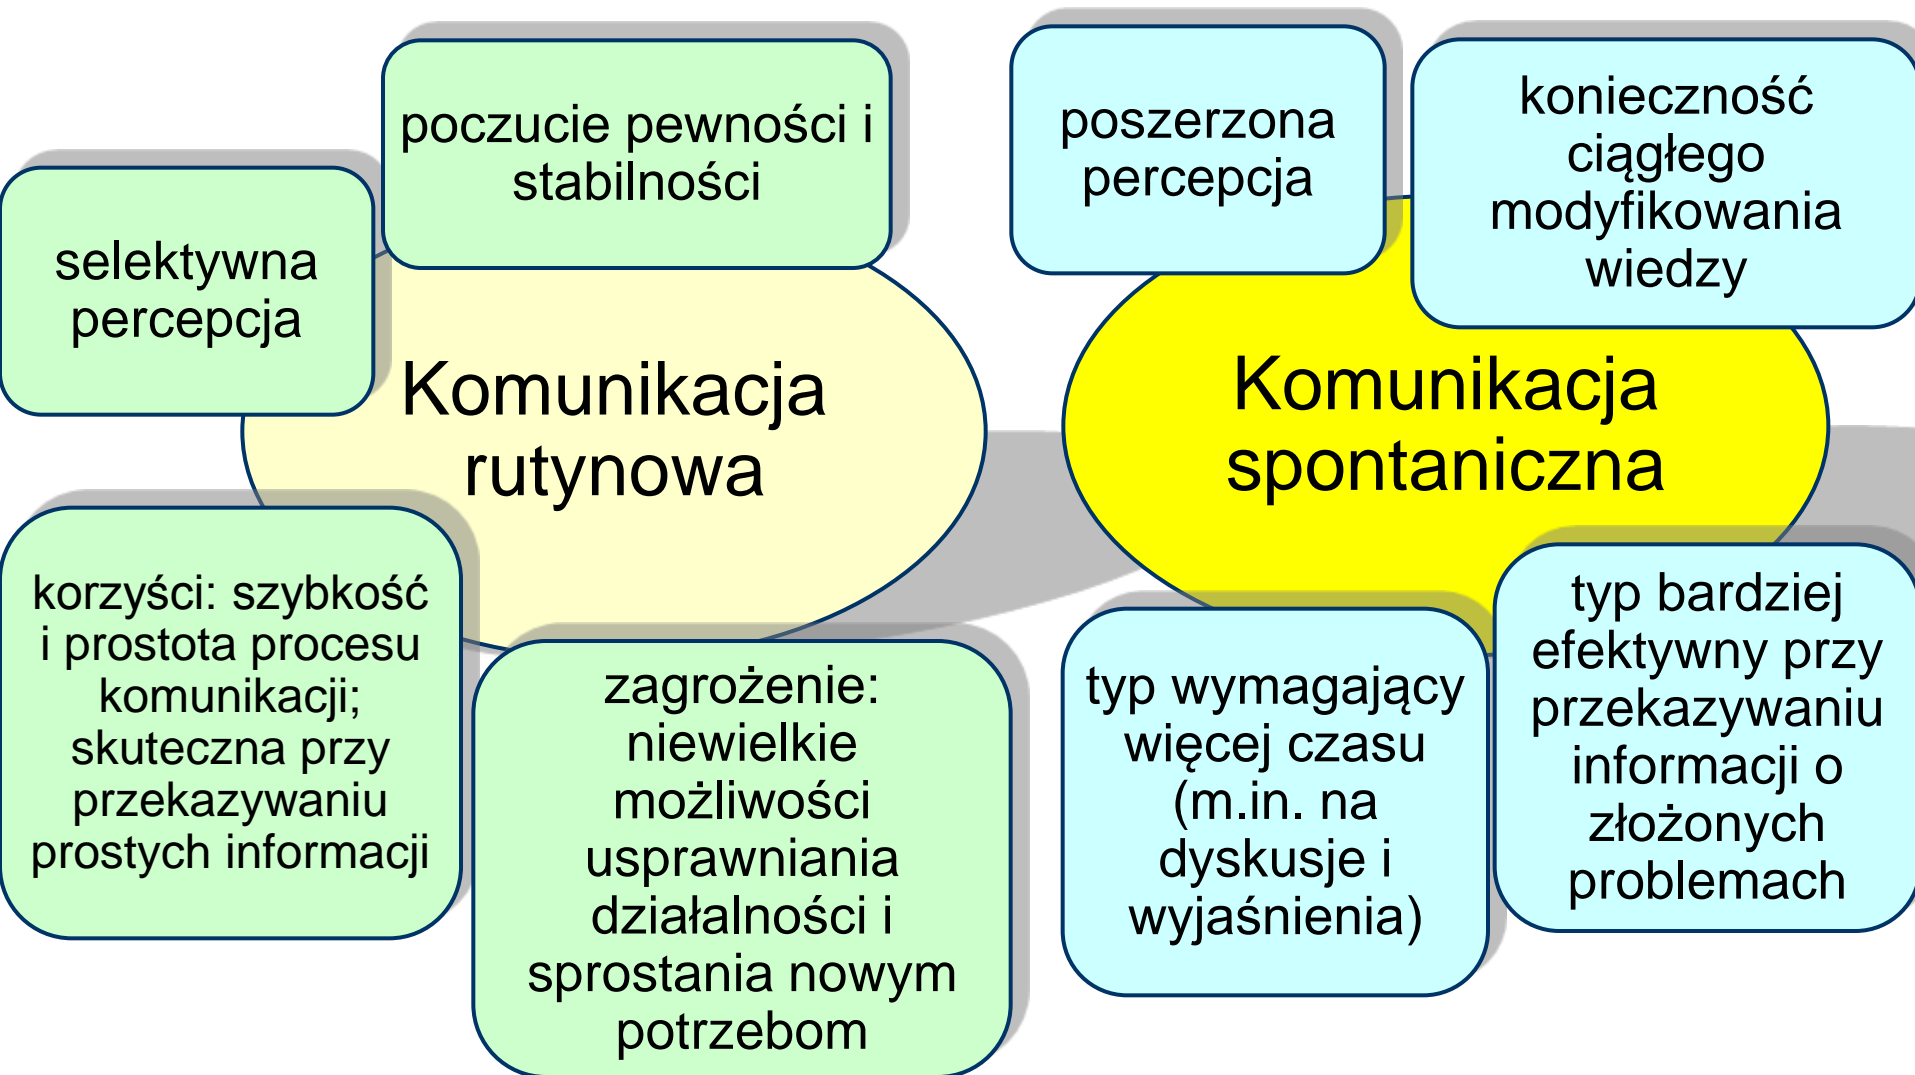 poczucie pewności i
stabilności
selektywna
percepcja
Komunikacja
rutynowa
korzyści: szybkość
i prostota procesu
komunikacji;
skuteczna przy
przekazywaniu
prostych informacji
zagrożenie:
niewielkie
możliwości
usprawniania
działalności i
sprostania nowym
potrzebom
poszerzona
percepcja
konieczność
ciągłego
modyfikowania
wiedzy
Komunikacja
spontaniczna
typ wymagający
więcej czasu
(m.in. na
dyskusje i
wyjaśnienia)
typ bardziej
efektywny przy
przekazywaniu
informacji o
złożonych
problemach